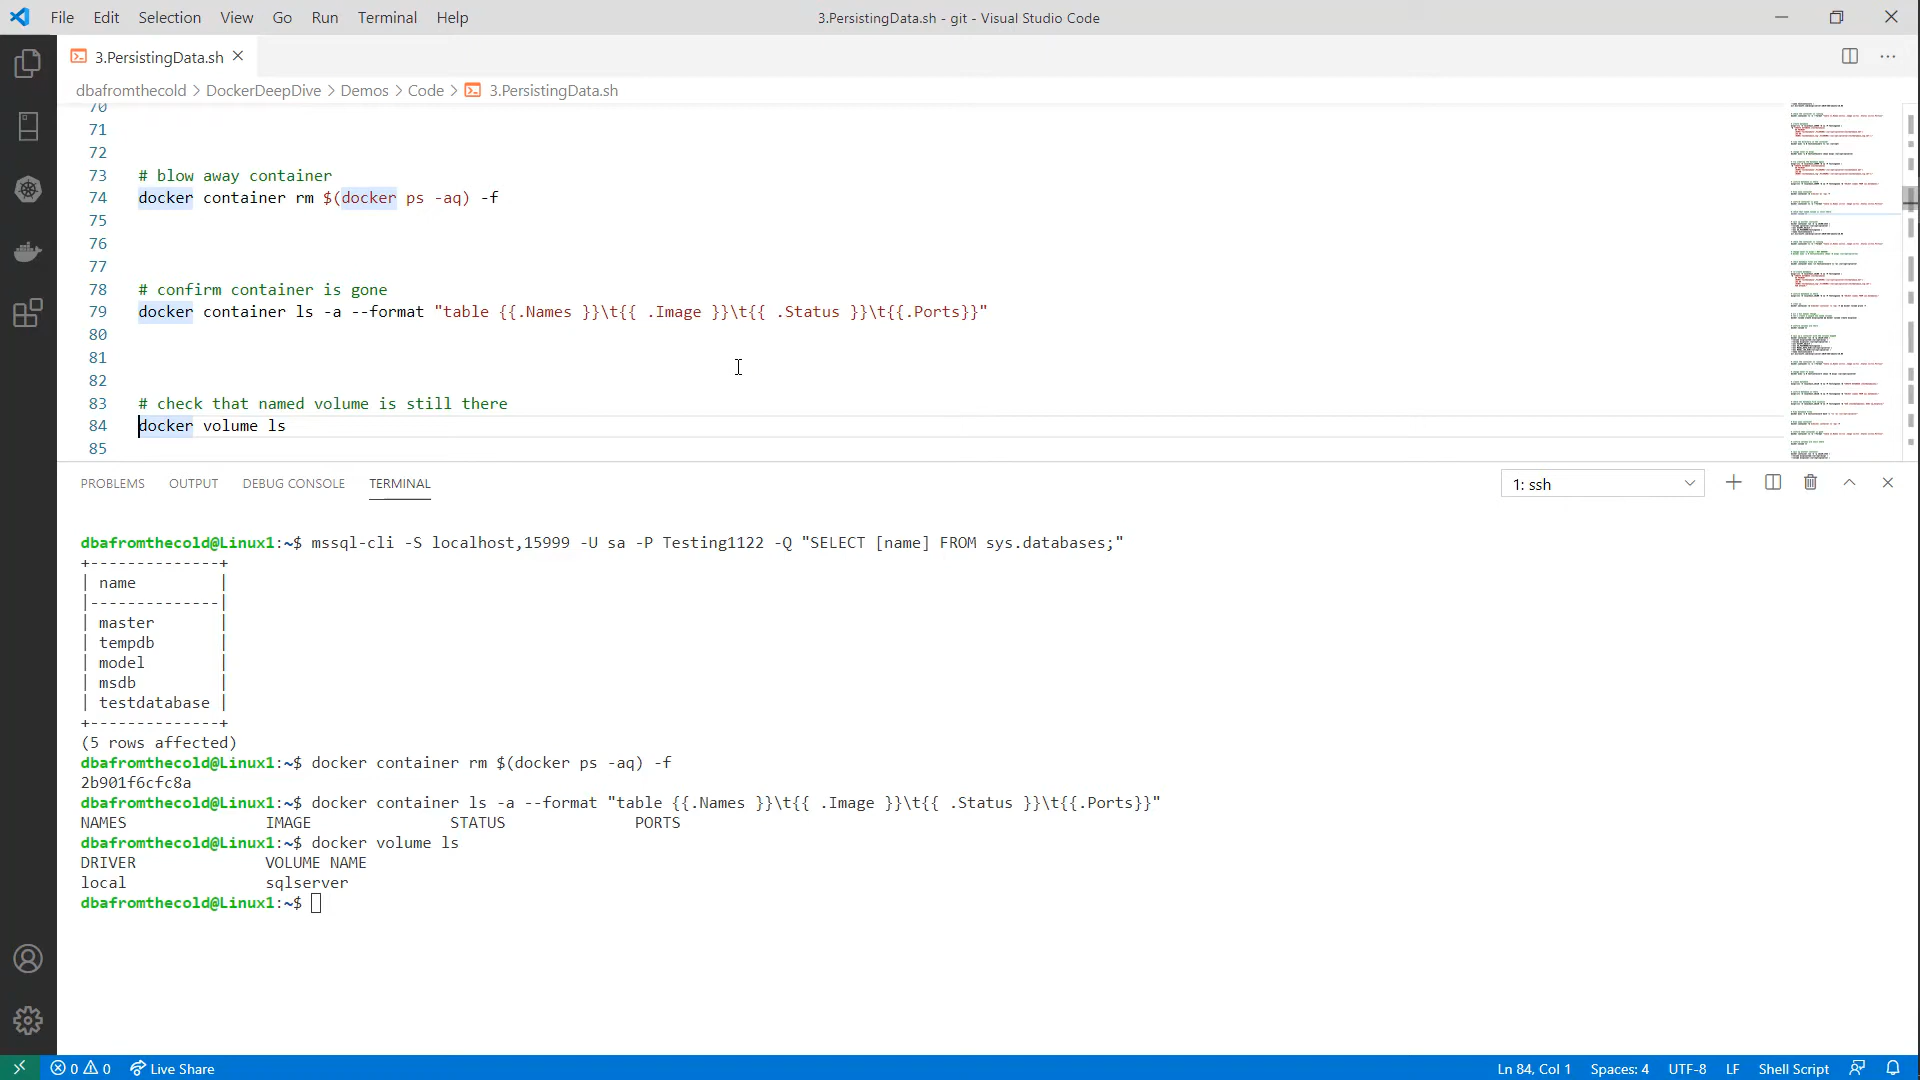 File Edit Selection View Go Run Terminal Help
3.PersistingData.sh - git - Visual Studio Code
3.PersistingData.sh
dbafromthecold > DockerDeepDive > Demos > Code > 3.PersistingData.sh
70
71
72
73 # blow away container
74 docker container rm $(docker ps -aq) -f
75
76
77
78 # confirm container is gone
79 docker container ls -a --format "table {{.Names }}\t{{ .Image }}\t{{ .Status }}\t{{.Ports}}"
80
81
82
83 # check that named volume is still there
84 docker volume ls
85
PROBLEMS OUTPUT DEBUG CONSOLE TERMINAL
1: ssh
dbafromthecold@Linux1:~$ mssql-cli -S localhost,15999 -U sa -P Testing1122 -Q "SELECT [name] FROM sys.databases;"
+--------------+
| name |
|--------------|
| master |
| tempdb |
| model |
| msdb |
| testdatabase |
+--------------+
(5 rows affected)
dbafromthecold@Linux1:~$ docker container rm $(docker ps -aq) -f
2b901f6cfc8a
dbafromthecold@Linux1:~$ docker container ls -a --format "table {{.Names }}\t{{ .Image }}\t{{ .Status }}\t{{.Ports}}"
NAMES IMAGE STATUS PORTS
dbafromthecold@Linux1:~$ docker volume ls
DRIVER VOLUME NAME
local sqlserver
dbafromthecold@Linux1:~$
0 0 Live Share
Ln 84, Col 1 Spaces: 4 UTF-8 LF Shell Script